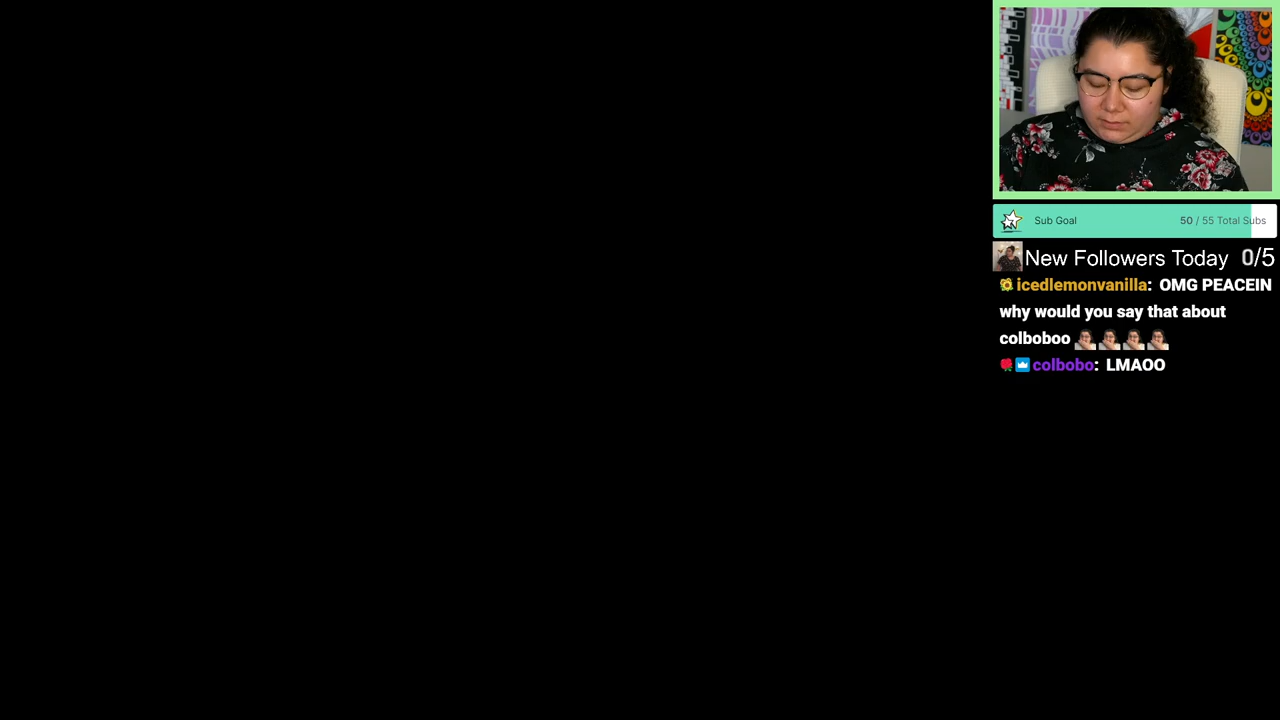 Sub Goal
50 / 55 Total Subs
New Followers Today 0/5
icedlemonvanilla: OMG PEACEIN
why would you say that about
colboboo
colbobo: LMAOO